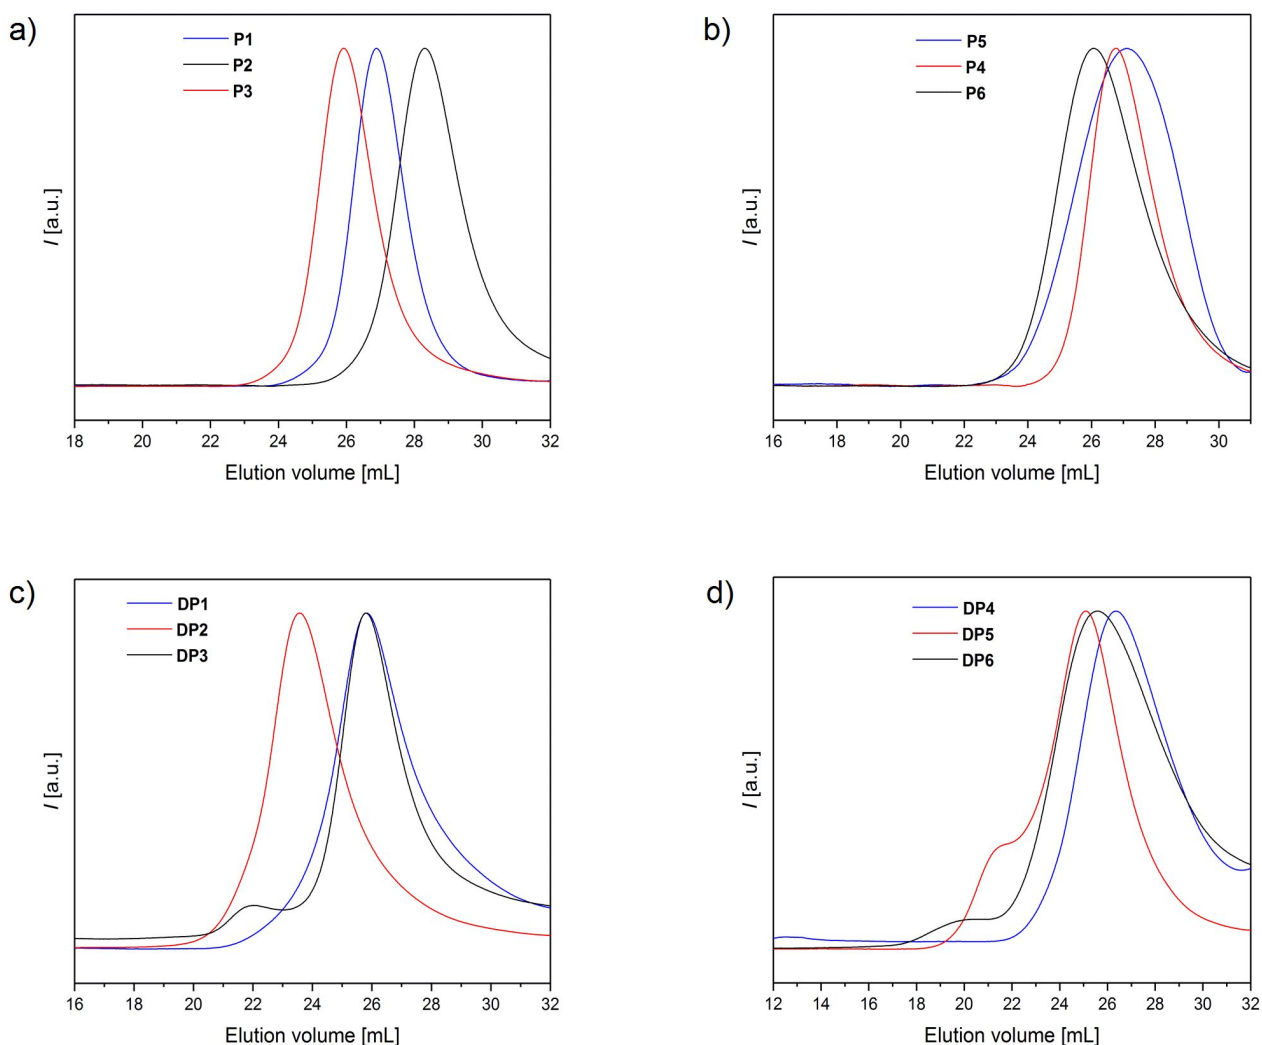 a)
P1
P2
P3
I [a.u.]
18 20 22 24 26 28 30 32
Elution volume [mL]
b)
P5
P4
P6
I [a.u.]
16 18 20 22 24 26 28 30
Elution volume [mL]
c)
DP1
DP2
DP3
I [a.u.]
16 18 20 22 24 26 28 30 32
Elution volume [mL]
d)
DP4
DP5
DP6
I [a.u.]
12 14 16 18 20 22 24 26 28 30 32
Elution volume [mL]